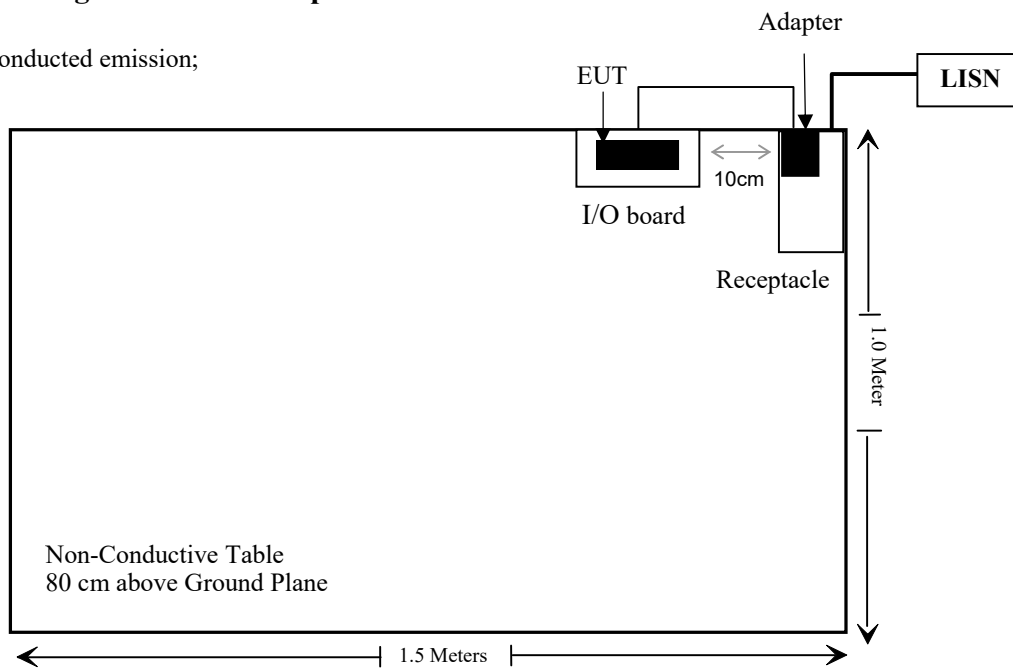 onducted emission;
Adapter
EUT
LISN
10cm
I/O board
Receptacle
1.0 Meter
Non-Conductive Table
80 cm above Ground Plane
1.5 Meters